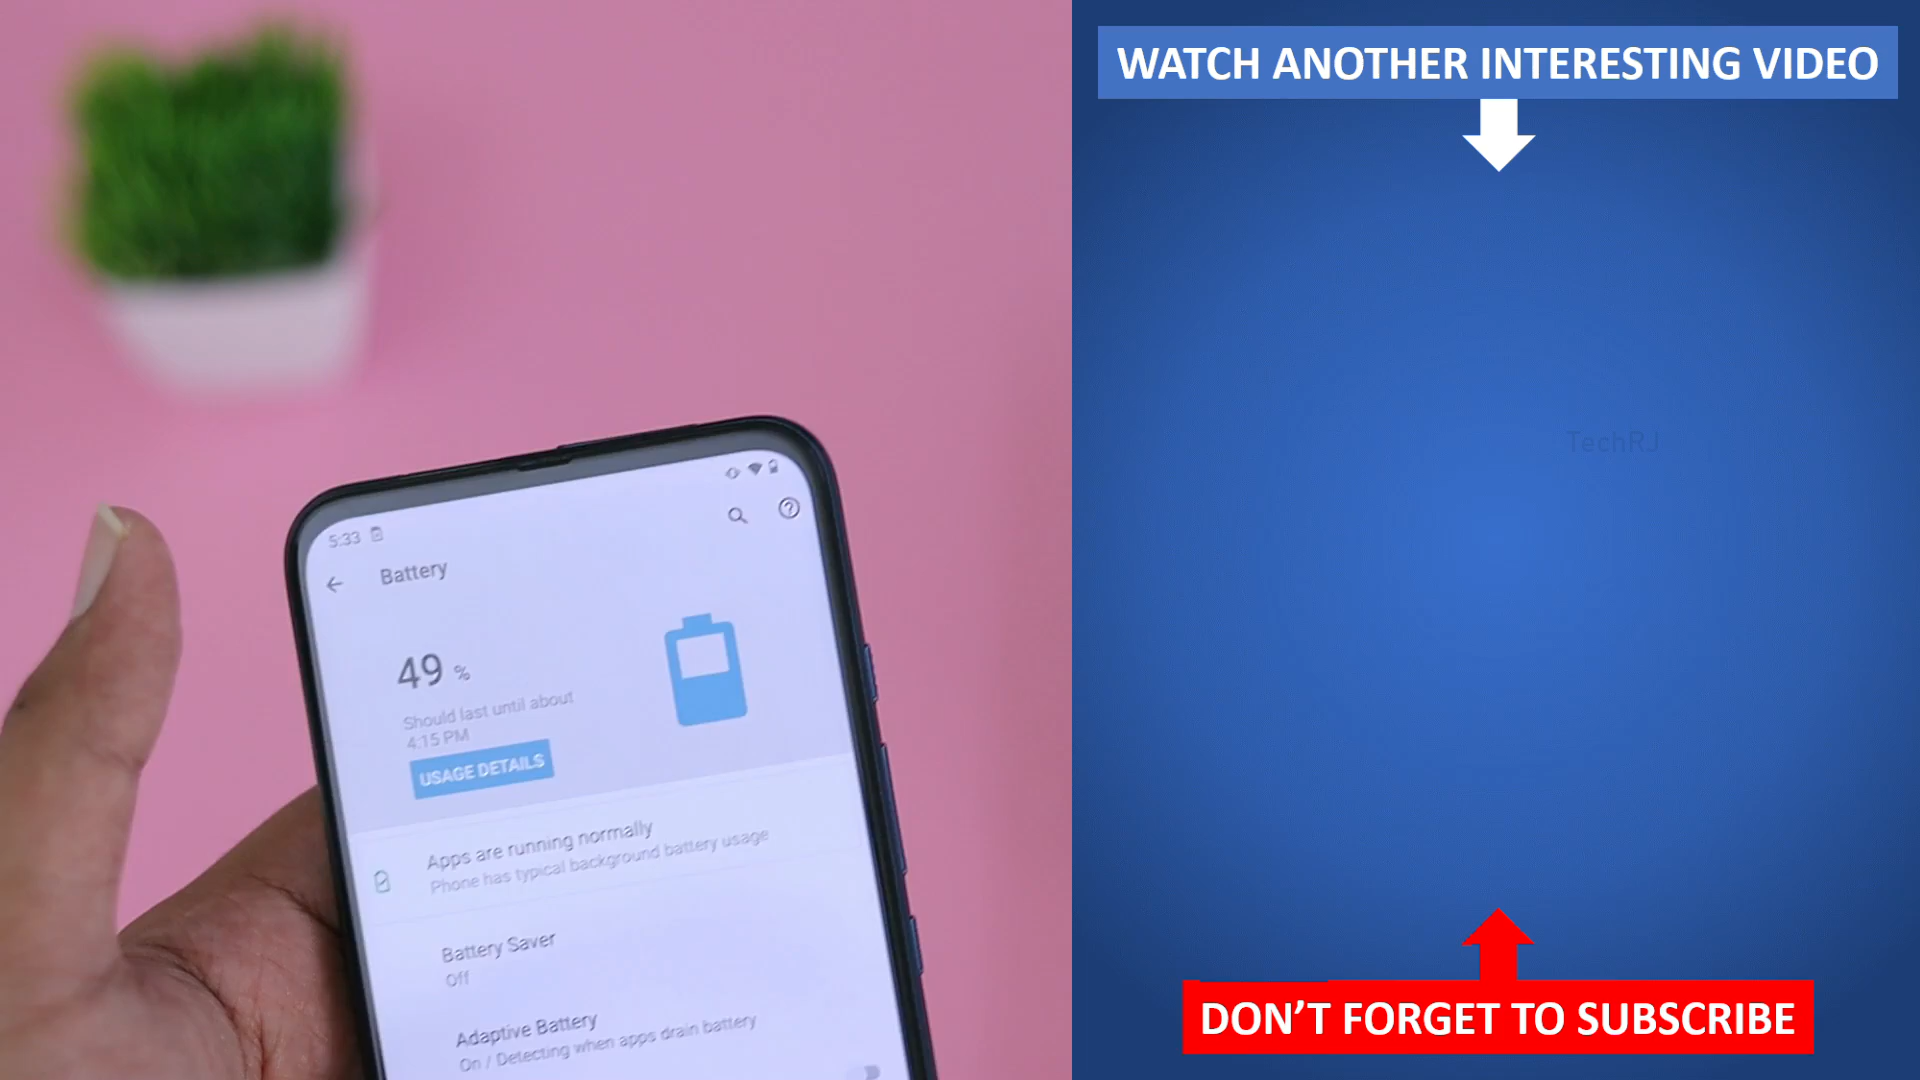 WATCH ANOTHER INTERESTING VIDEO
TechRJ
5:33
Battery
49 %
Should last until about
4:15 PM
USAGE DETAILS
Apps are running normally
Phone has typical background battery usage
Battery Saver
Off
Adaptive Battery
On / Detecting when apps drain battery
DON'T FORGET TO SUBSCRIBE